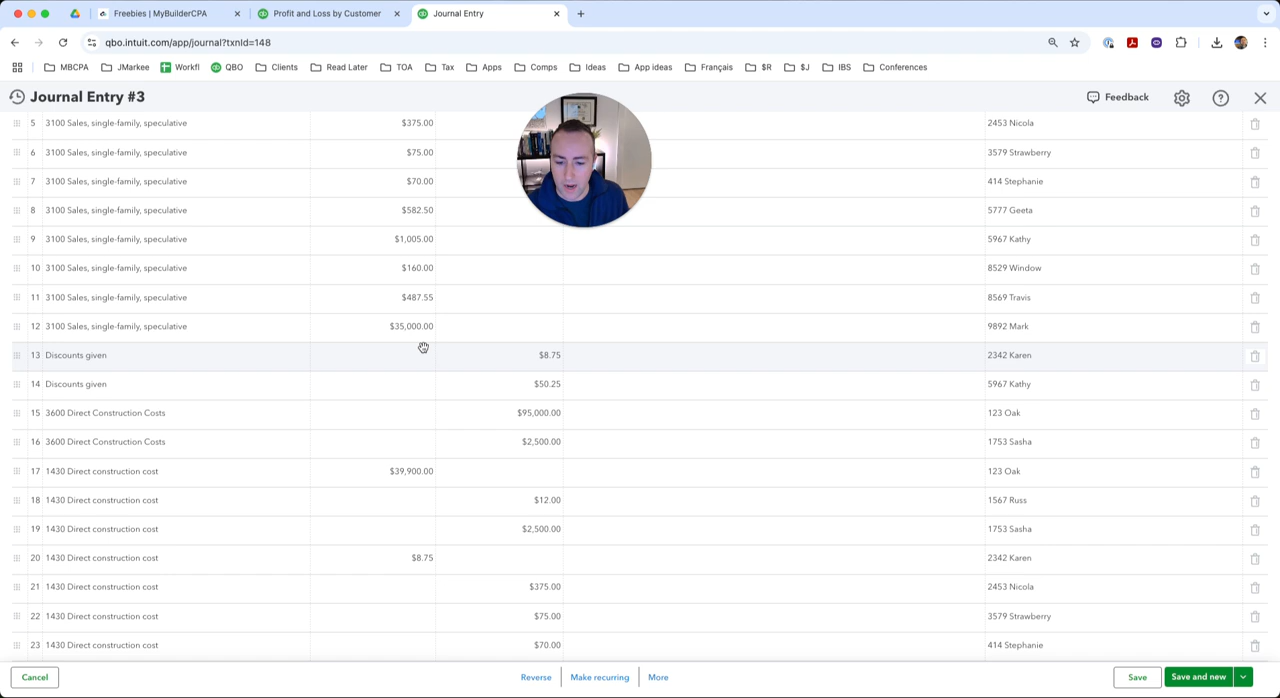 Freebies | MyBuilderCPA
Profit and Loss by Customer
Journal Entry
qbo.intuit.com/app/journal?txnId=148
MBCPA JMarkee Workfl QBO Clients Read Later TOA Tax Apps Comps Ideas App ideas Français $R $J IBS Conferences
Journal Entry #3 Feedback
5 3100 Sales, single-family, speculative $375.00 2453 Nicola
6 3100 Sales, single-family, speculative $75.00 3579 Strawberry
7 3100 Sales, single-family, speculative $70.00 414 Stephanie
8 3100 Sales, single-family, speculative $582.50 5777 Geeta
9 3100 Sales, single-family, speculative $1,005.00 5967 Kathy
10 3100 Sales, single-family, speculative $160.00 8529 Window
11 3100 Sales, single-family, speculative $487.55 8569 Travis
12 3100 Sales, single-family, speculative $35,000.00 9892 Mark
13 Discounts given $8.75 2342 Karen
14 Discounts given $50.25 5967 Kathy
15 3600 Direct Construction Costs $95,000.00 123 Oak
16 3600 Direct Construction Costs $2,500.00 1753 Sasha
17 1430 Direct construction cost $39,900.00 123 Oak
18 1430 Direct construction cost $12.00 1567 Russ
19 1430 Direct construction cost $2,500.00 1753 Sasha
20 1430 Direct construction cost $8.75 2342 Karen
21 1430 Direct construction cost $375.00 2453 Nicola
22 1430 Direct construction cost $75.00 3579 Strawberry
23 1430 Direct construction cost $70.00 414 Stephanie
Cancel Reverse Make recurring More Save Save and new